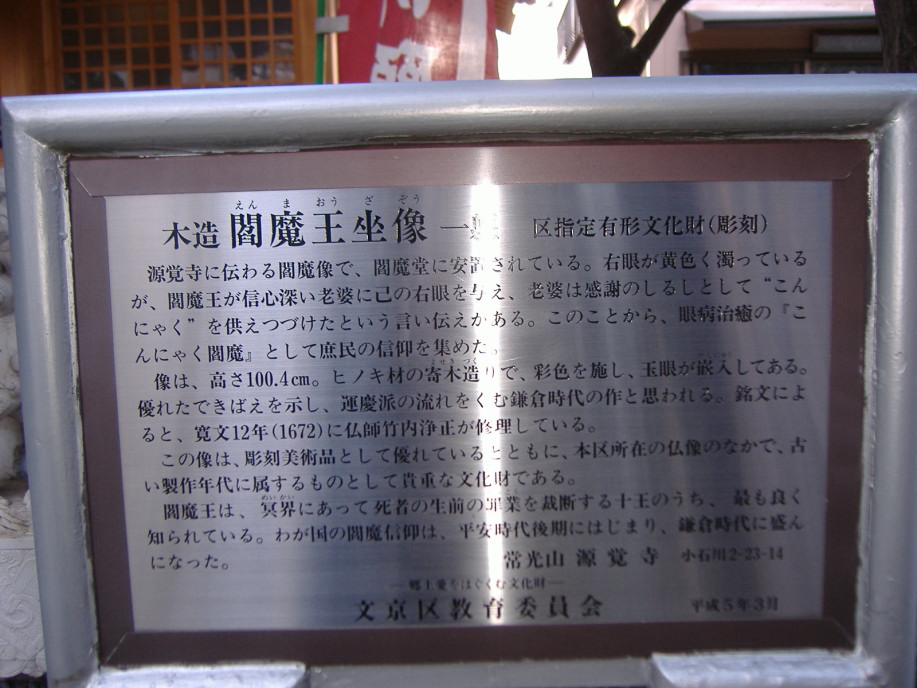 えん ま おう ざ ぞう
木造 閻魔王坐像 一軀 区指定有形文化財(彫刻)
源覚寺に伝わる閻魔像で、閻魔堂に安置されている。右眼が黄色く濁っている
が、閻魔王が信心深い老婆に己の右眼を与え、老婆は感謝のしるしとして“こん
にゃく”を供えつづけたという言い伝えがある。このことから、眼病治癒の『こ
んにゃく閻魔』として庶民の信仰を集めた。
よせぎづくり
像は、高さ100.4cm。ヒノキ材の寄木造りで、彩色を施し、玉眼が嵌入してある。
優れたできばえを示し、運慶派の流れをくむ鎌倉時代の作と思われる。銘文によ
ると、寛文12年(1672)に仏師竹内浄正が修理している。
この像は、彫刻美術品として優れているとともに、本区所在の仏像のなかで、古
い製作年代に属するものとして貴重な文化財である。
めいかい
閻魔王は、冥界にあって死者の生前の罪業を裁断する十王のうち、最も良く
知られている。わが国の閻魔信仰は、平安時代後期にはじまり、鎌倉時代に盛ん
になった。
常光山 源覚寺 小石川2-23-14
―郷土愛をはぐくむ文化財―
文京区教育委員会 平成5年3月